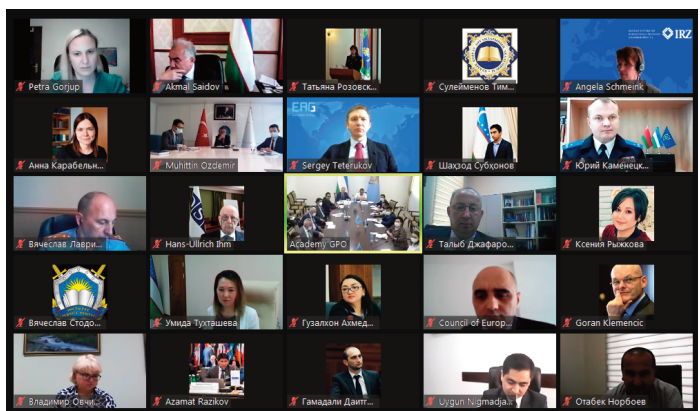 IRZ
Petra Gorjup
Akmal Saidov
Татьяна Розовск...
Сулейменов Тим...
Angela Schmeink
EAG
Анна Карабельн...
Muhittin Ozdemir
Sergey Teterukov
Шаҳзод Субҳонов
Юрий Каменецк...
Вячеслав Лаври...
Hans-Ullrich Ihm
Academy GPO
Талыб Джафаро...
Ксения Рыжкова
Вячеслав Стодо...
Умида Тухташева
Гузалхон Ахмед...
Council of Europ...
Goran Klemencic
Владимир Овчи...
Azamat Razikov
Гамадали Даитг...
Uygun Nigmadja...
Отабек Норбоев